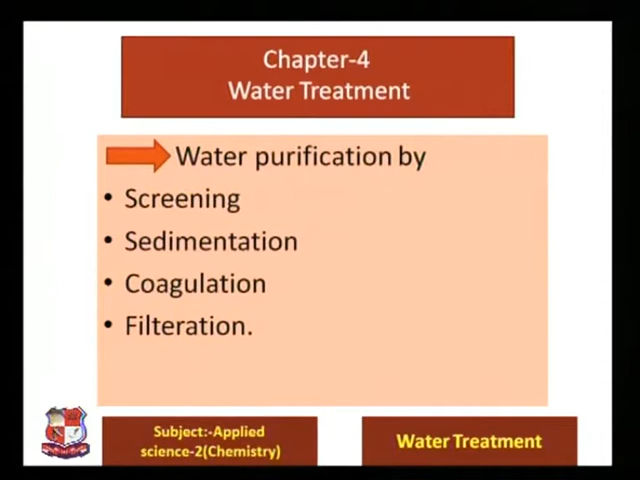 Chapter-4
Water Treatment
Water purification by
• Screening
• Sedimentation
• Coagulation
• Filteration.
Subject:-Applied
science-2(Chemistry)
Water Treatment